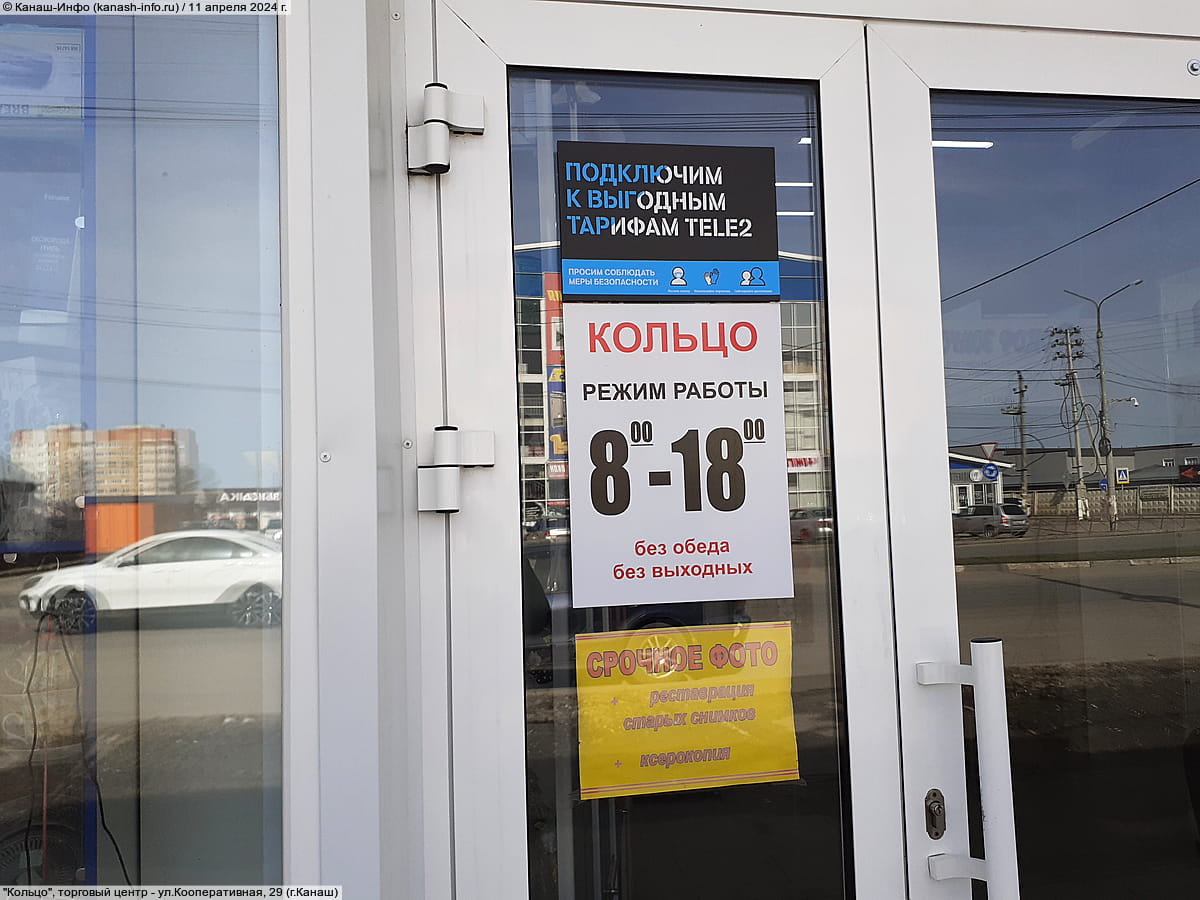 © Канаш-Инфо (kanash-info.ru) / 11 апреля 2024 г.
ПОДКЛЮЧИМ
К ВЫГОДНЫМ
ТАРИФАМ TELE2
ПРОСИМ СОБЛЮДАТЬ
МЕРЫ БЕЗОПАСНОСТИ
КОЛЬЦО
РЕЖИМ РАБОТЫ
8 00 - 18 00
без обеда
без выходных
СРОЧНОЕ ФОТО
+ реставрация
старых снимков
+ ксерокопия
"Кольцо", торговый центр - ул.Кооперативная, 29 (г.Канаш)